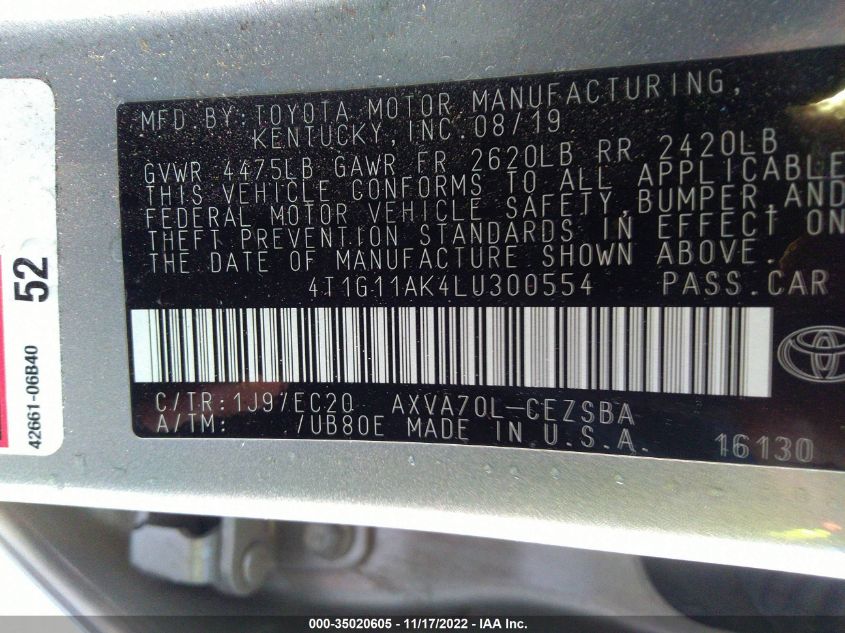 MFD BY:TOYOTA MOTOR MANUFACTURING,
KENTUCKY,INC 08/19
GVWR 4475LB GAWR FR 2620LB RR 2420LB
THIS VEHICLE CONFORMS TO ALL APPLICABLE
FEDERAL MOTOR VEHICLE SAFETY,BUMPER,AND
THEFT PREVENTION STANDARDS IN EFFECT ON
THE DATE OF MANUFACTURE SHOWN ABOVE.
4T1G11AK4LU300554 PASS.CAR
C/TR:1J9/EC20 AXVA70L-CEZSBA
A/TM: /UB80E MADE IN U.S.A. 16130
52
42661-06B40
000-35020605 - 11/17/2022 - IAA Inc.